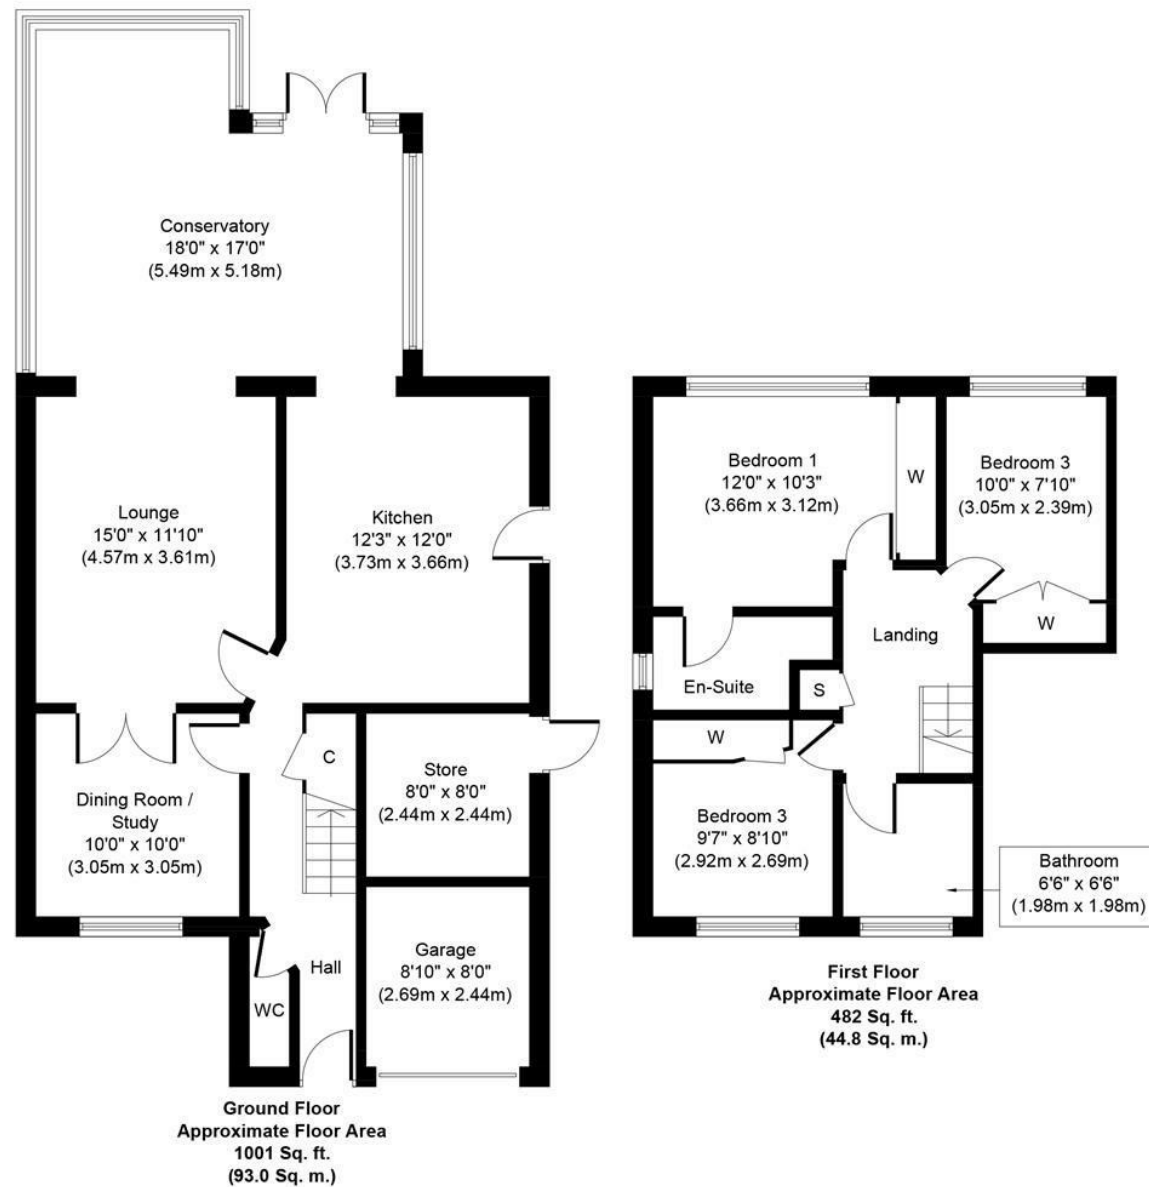 Conservatory
18'0" x 17'0"
(5.49m x 5.18m)
Lounge
15'0" x 11'10"
(4.57m x 3.61m)
Kitchen
12'3" x 12'0"
(3.73m x 3.66m)
Dining Room /
Study
10'0" x 10'0"
(3.05m x 3.05m)
C
Store
8'0" x 8'0"
(2.44m x 2.44m)
Hall
WC
Garage
8'10" x 8'0"
(2.69m x 2.44m)
Ground Floor
Approximate Floor Area
1001 Sq. ft.
(93.0 Sq. m.)
Bedroom 1
12'0" x 10'3"
(3.66m x 3.12m)
W
Bedroom 3
10'0" x 7'10"
(3.05m x 2.39m)
W
Landing
En-Suite
S
W
Bedroom 3
9'7" x 8'10"
(2.92m x 2.69m)
Bathroom
6'6" x 6'6"
(1.98m x 1.98m)
First Floor
Approximate Floor Area
482 Sq. ft.
(44.8 Sq. m.)